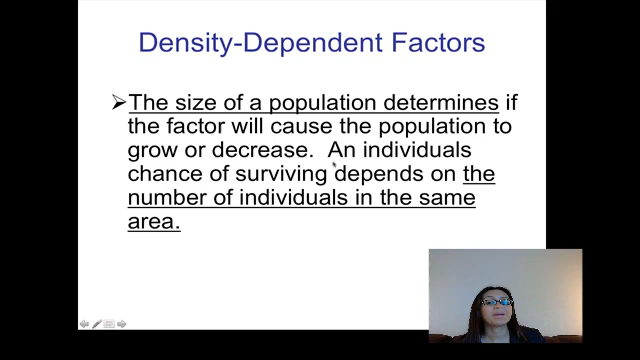 Density-Dependent Factors
➢The size of a population determines if
the factor will cause the population to
grow or decrease.  An individuals
chance of surviving depends on the
number of individuals in the same
area.